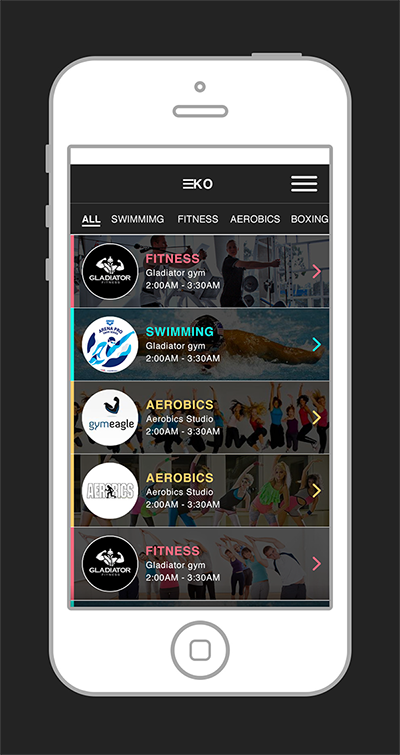 EKO
ALL SWIMMIMG FITNESS AEROBICS BOXING
GLADIATOR
FITNESS
FITNESS
Gladiator gym
2:00AM - 3:30AM
ARENA PRO
SWIMMING
Gladiator gym
2:00AM - 3:30AM
gymeagle
AEROBICS
Aerobics Studio
2:00AM - 3:30AM
AEROBICS
AEROBICS
Aerobics Studio
2:00AM - 3:30AM
GLADIATOR
FITNESS
FITNESS
Gladiator gym
2:00AM - 3:30AM